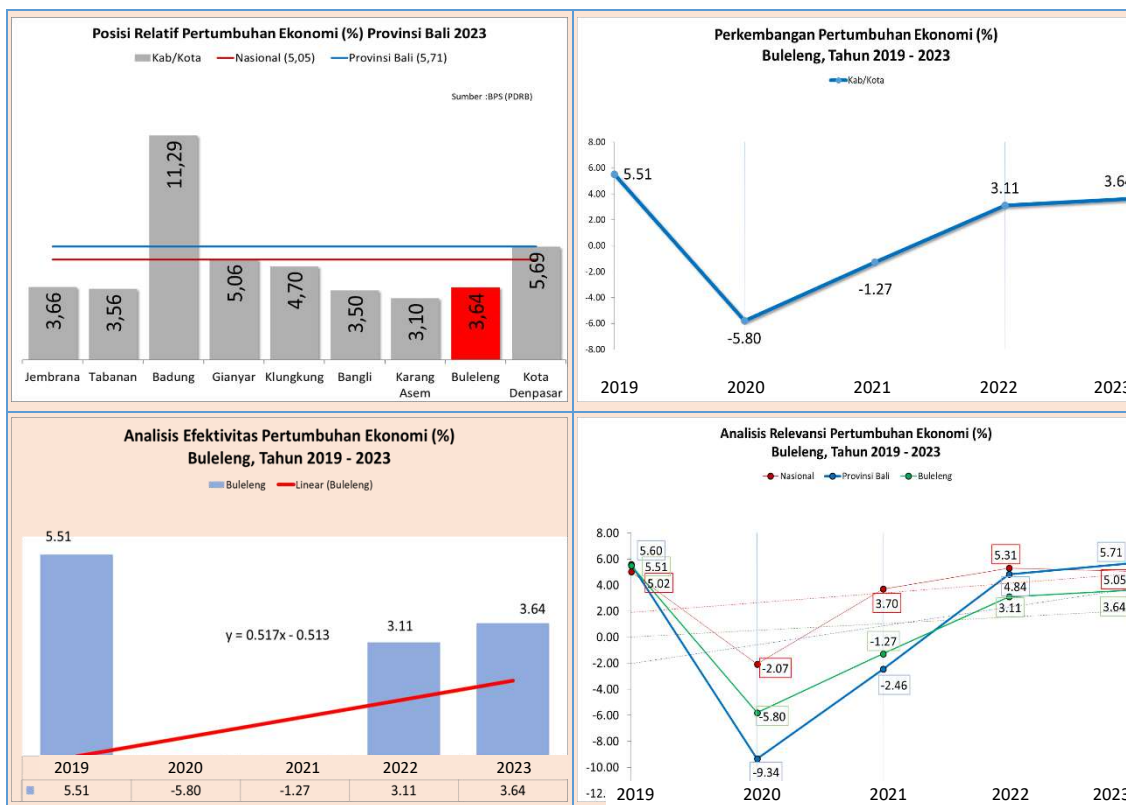 Posisi Relatif Pertumbuhan Ekonomi (%) Provinsi Bali 2023
Kab/Kota Nasional (5,05) Provinsi Bali (5,71)
Sumber :BPS (PDRB)
3,66
3,56
11,29
5,06
4,70
3,50
3,10
3,64
5,69
Jembrana Tabanan Badung Gianyar Klungkung Bangli Karang Asem Buleleng Kota Denpasar
Perkembangan Pertumbuhan Ekonomi (%)
Buleleng, Tahun 2019 - 2023
Kab/Kota
8.00
6.00
4.00
2.00
0.00
-2.00
-4.00
-6.00
-8.00
5.51
-5.80
-1.27
3.11
3.64
2019 2020 2021 2022 2023
Analisis Efektivitas Pertumbuhan Ekonomi (%)
Buleleng, Tahun 2019 - 2023
Buleleng Linear (Buleleng)
5.51
y = 0.517x - 0.513
3.11
3.64
2019 2020 2021 2022 2023
5.51 -5.80 -1.27 3.11 3.64
Analisis Relevansi Pertumbuhan Ekonomi (%)
Buleleng, Tahun 2019 - 2023
Nasional Provinsi Bali Buleleng
8.00
6.00
4.00
2.00
0.00
-2.00
-4.00
-6.00
-8.00
-10.00
-12.
5.60
5.51
5.02
-2.07
-5.80
-9.34
3.70
-1.27
-2.46
5.31
4.84
3.11
5.71
5.05
3.64
2019 2020 2021 2022 2023